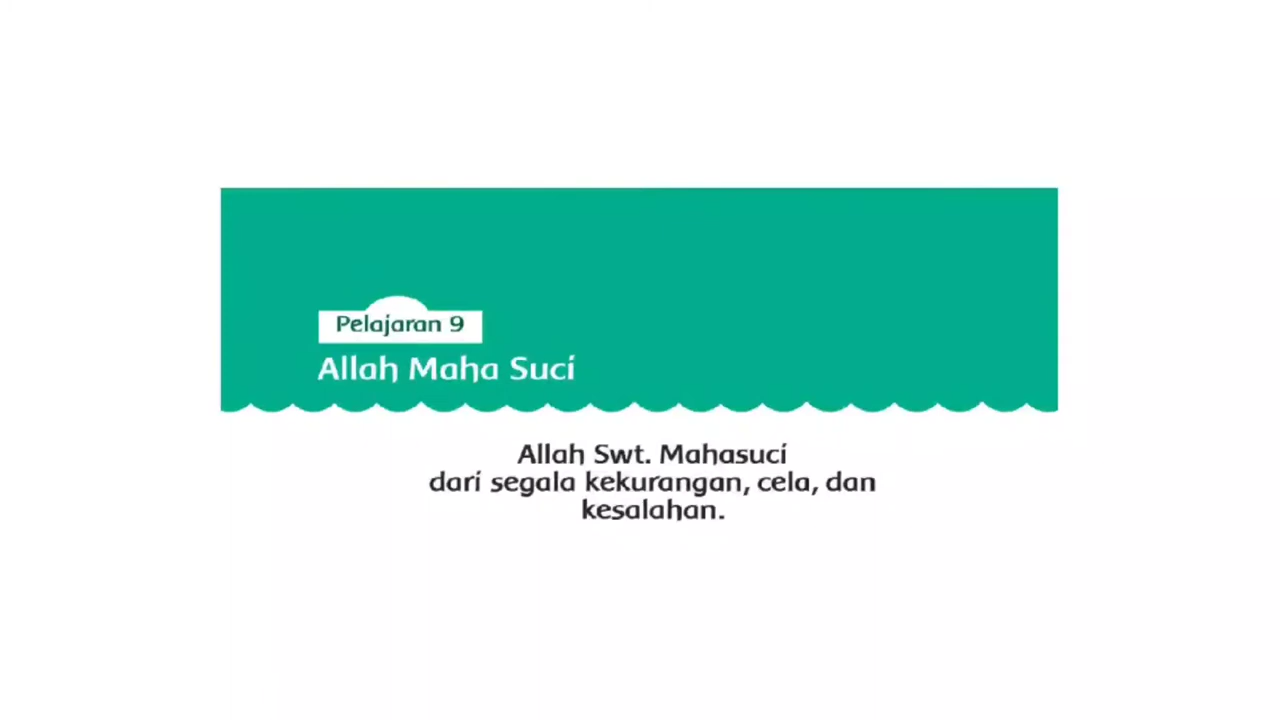 Pelajaran 9
Allah Maha Suci
Allah Swt. Mahasuci
dari segala kekurangan, cela, dan
kesalahan.